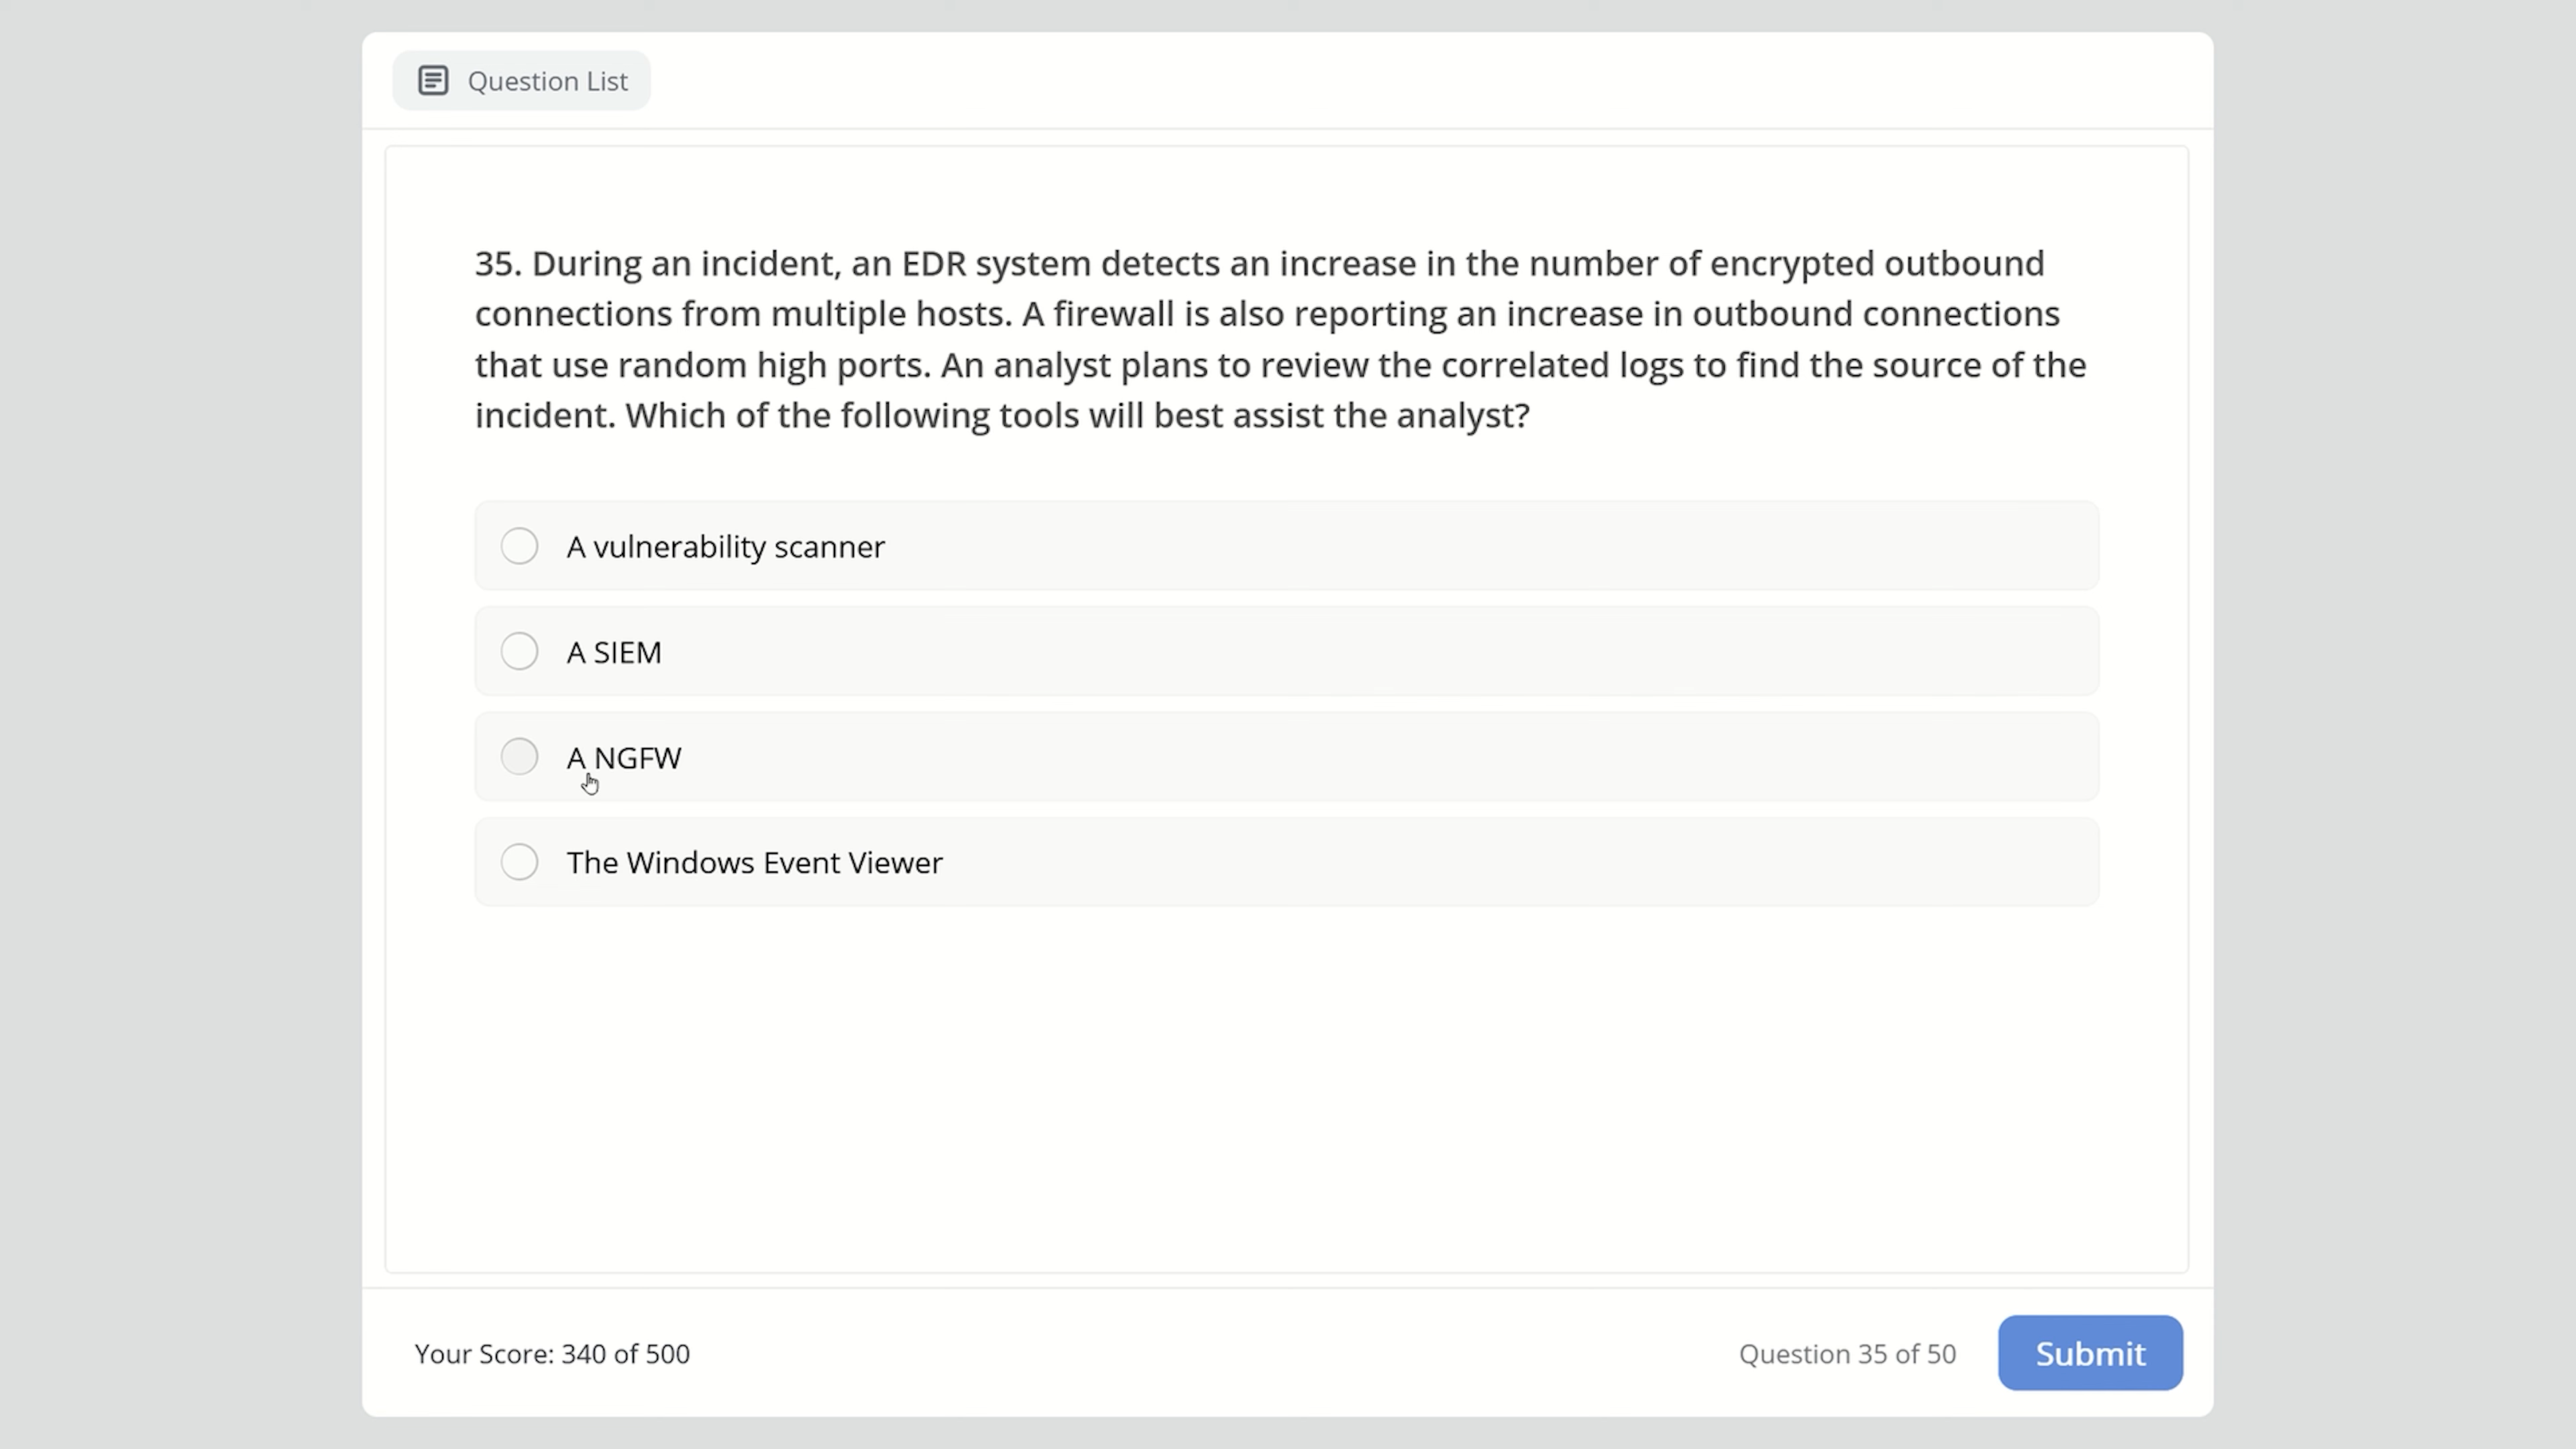 Question List
35. During an incident, an EDR system detects an increase in the number of encrypted outbound
connections from multiple hosts. A firewall is also reporting an increase in outbound connections
that use random high ports. An analyst plans to review the correlated logs to find the source of the
incident. Which of the following tools will best assist the analyst?
A vulnerability scanner
A SIEM
A NGFW
The Windows Event Viewer
Your Score: 340 of 500
Question 35 of 50
Submit